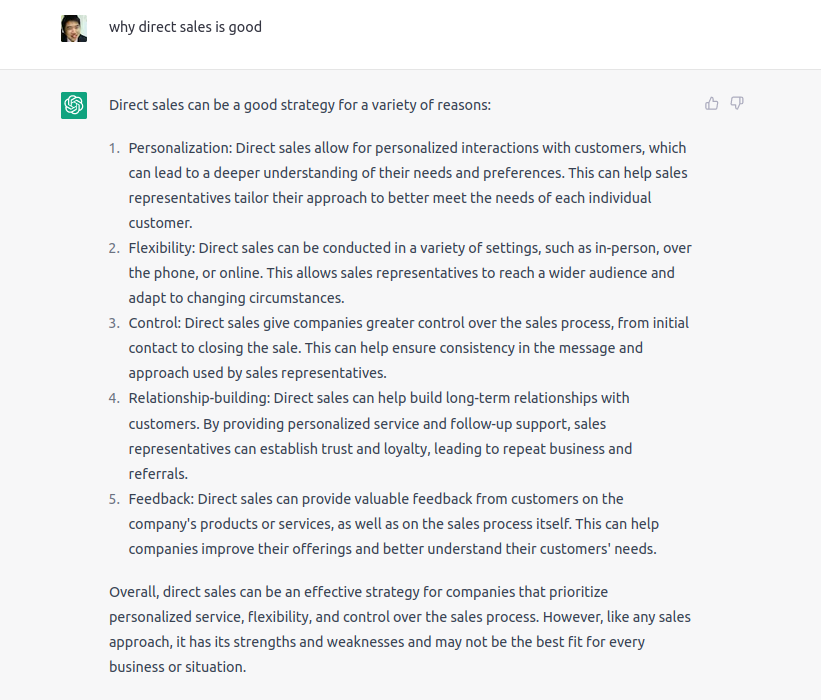 why direct sales is good
Direct sales can be a good strategy for a variety of reasons:
1. Personalization: Direct sales allow for personalized interactions with customers, which
can lead to a deeper understanding of their needs and preferences. This can help sales
representatives tailor their approach to better meet the needs of each individual
customer.
2. Flexibility: Direct sales can be conducted in a variety of settings, such as in-person, over
the phone, or online. This allows sales representatives to reach a wider audience and
adapt to changing circumstances.
3. Control: Direct sales give companies greater control over the sales process, from initial
contact to closing the sale. This can help ensure consistency in the message and
approach used by sales representatives.
4. Relationship-building: Direct sales can help build long-term relationships with
customers. By providing personalized service and follow-up support, sales
representatives can establish trust and loyalty, leading to repeat business and
referrals.
5. Feedback: Direct sales can provide valuable feedback from customers on the
company's products or services, as well as on the sales process itself. This can help
companies improve their offerings and better understand their customers' needs.
Overall, direct sales can be an effective strategy for companies that prioritize
personalized service, flexibility, and control over the sales process. However, like any sales
approach, it has its strengths and weaknesses and may not be the best fit for every
business or situation.